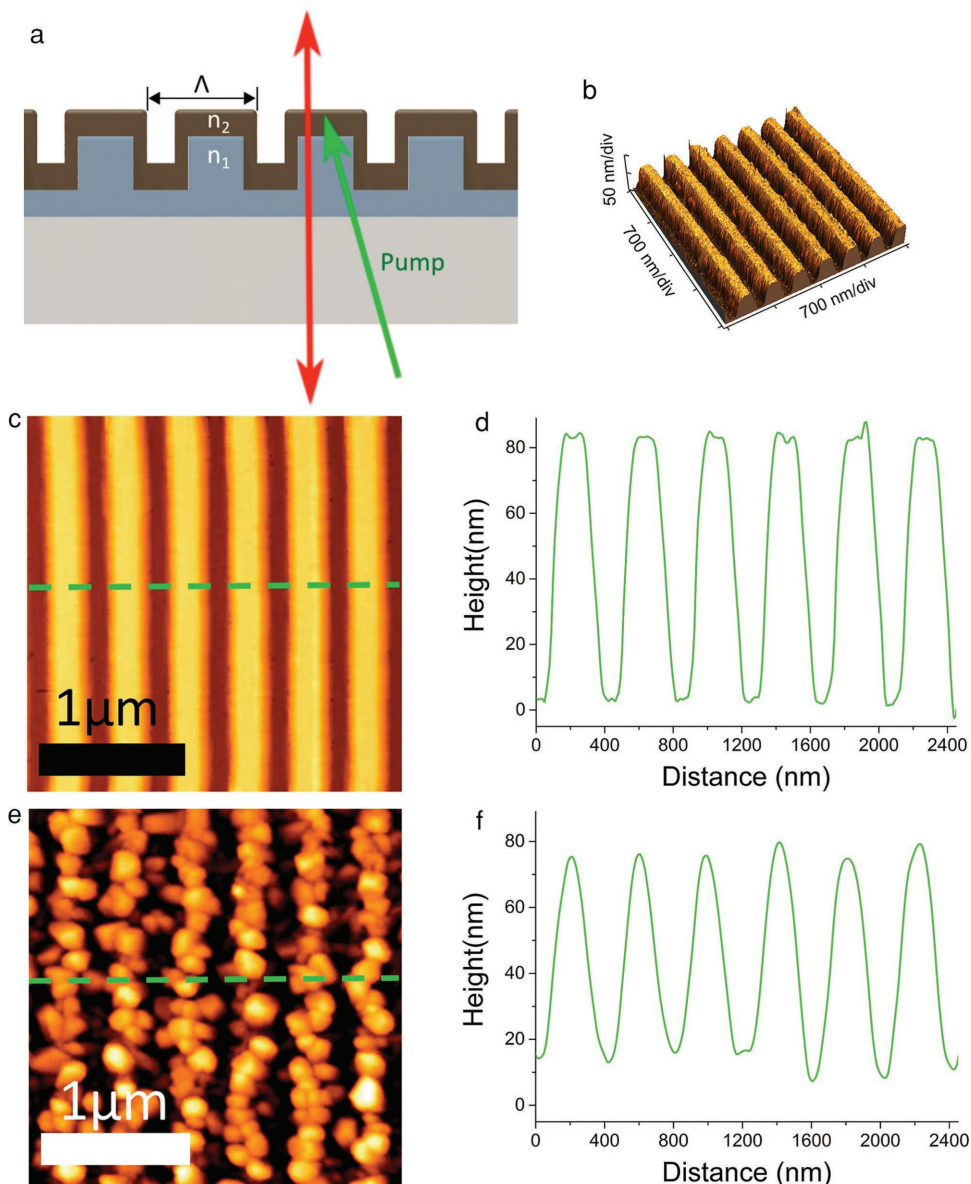 a
Λ
n2
n1
Pump
b
50 nm/div
700 nm/div
700 nm/div
c
1μm
d
Height(nm)
80
60
40
20
0
0 400 800 1200 1600 2000 2400
Distance (nm)
e
1μm
f
Height(nm)
80
60
40
20
0
0 400 800 1200 1600 2000 2400
Distance (nm)